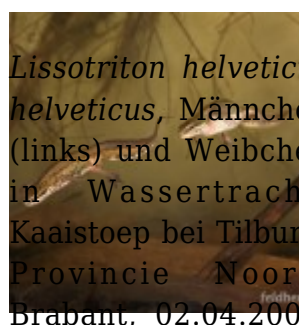 Lissotriton helvetic
helveticus, Männche
(links) und Weibche
in Wassertrach
Kaaistoep bei Tilbur
Provincie Noor
Brabant, 02.04.200